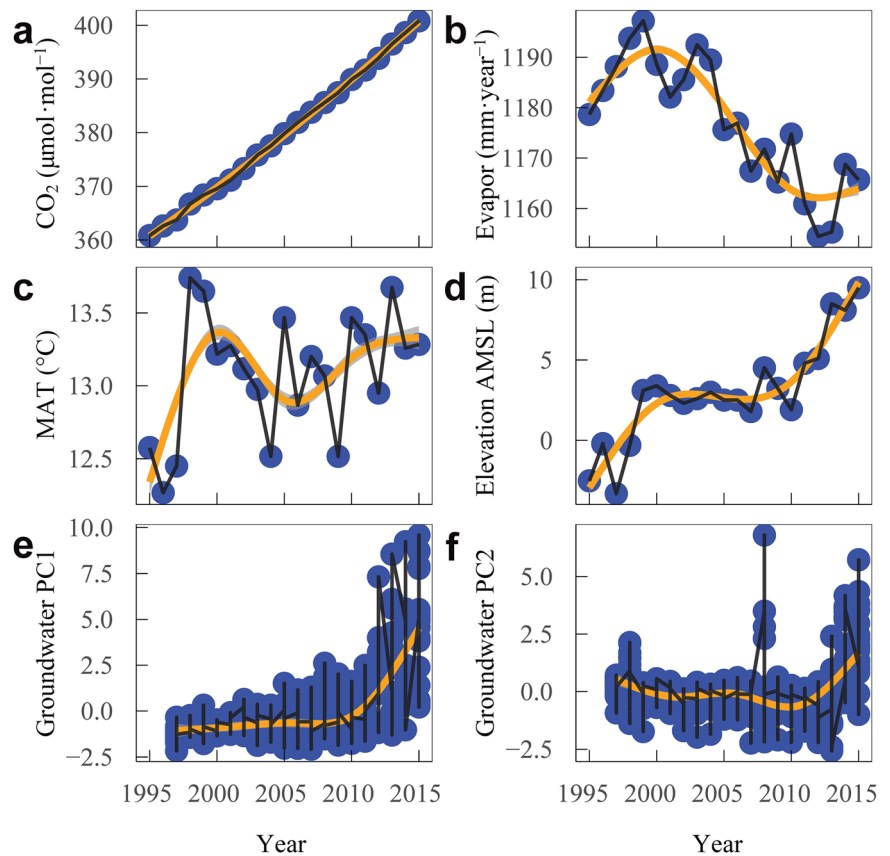 a
CO₂ (μmol·mol⁻¹)
400
390
380
370
360
b
Evapor (mm·year⁻¹)
1190
1180
1170
1160
c
MAT (°C)
13.5
13.0
12.5
d
Elevation AMSL (m)
10
5
0
e
Groundwater PC1
10.0
7.5
5.0
2.5
0.0
−2.5
1995 2000 2005 2010 2015
Year
f
Groundwater PC2
5.0
2.5
0.0
−2.5
1995 2000 2005 2010 2015
Year